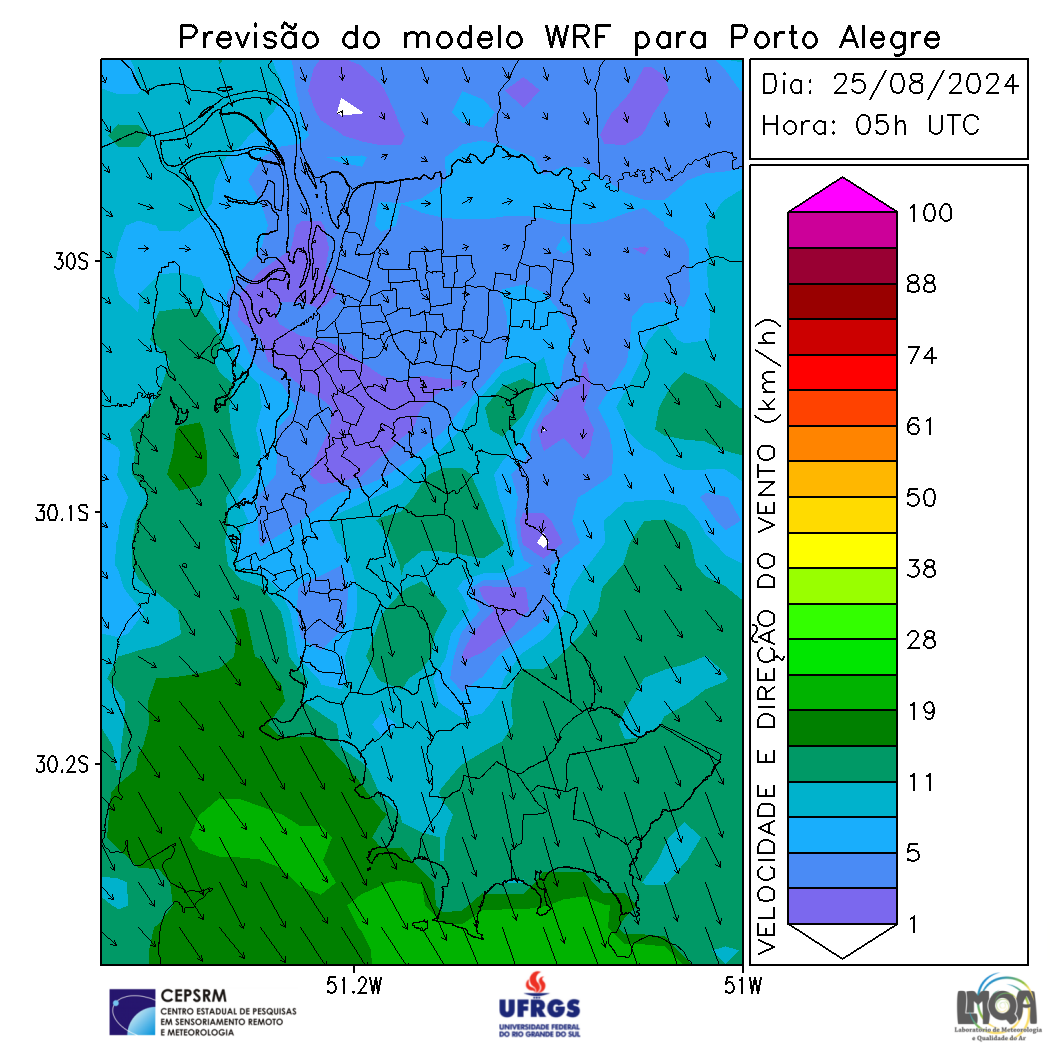 Previsão do modelo WRF para Porto Alegre
Dia: 25/08/2024
Hora: 05h UTC
VELOCIDADE E DIREÇÃO DO VENTO (km/h)
100
88
74
61
50
38
28
19
11
5
1
30S
30.1S
30.2S
51.2W
51W
CEPSRM
CENTRO ESTADUAL DE PESQUISAS
EM SENSORIAMENTO REMOTO
E METEOROLOGIA
UFRGS
UNIVERSIDADE FEDERAL
DO RIO GRANDE DO SUL
LMQA
Laboratório de Meteorologia
e Qualidade do Ar